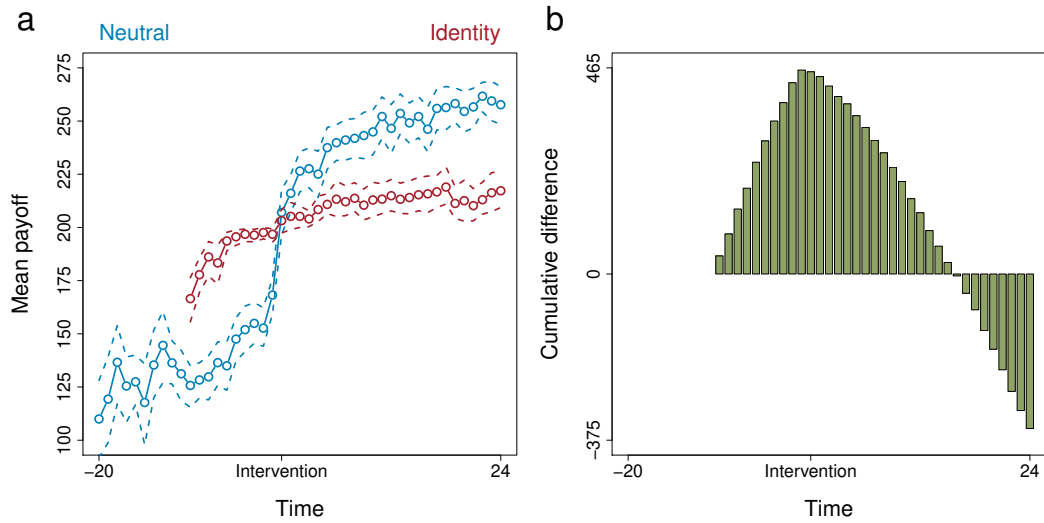 a
Neutral
Identity
Mean payoff
275
250
225
200
175
150
125
100
−20
Intervention
24
Time
b
Cumulative difference
465
0
−375
−20
Intervention
24
Time